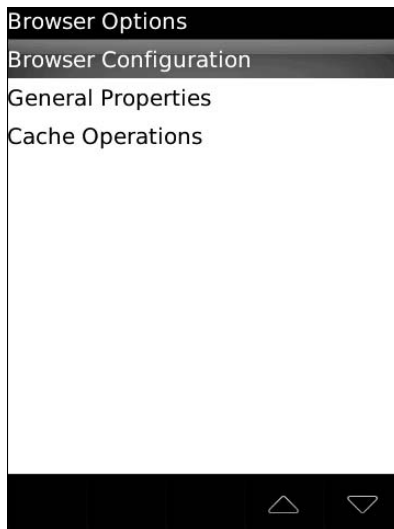 Browser Options
Browser Configuration
General Properties
Cache Operations